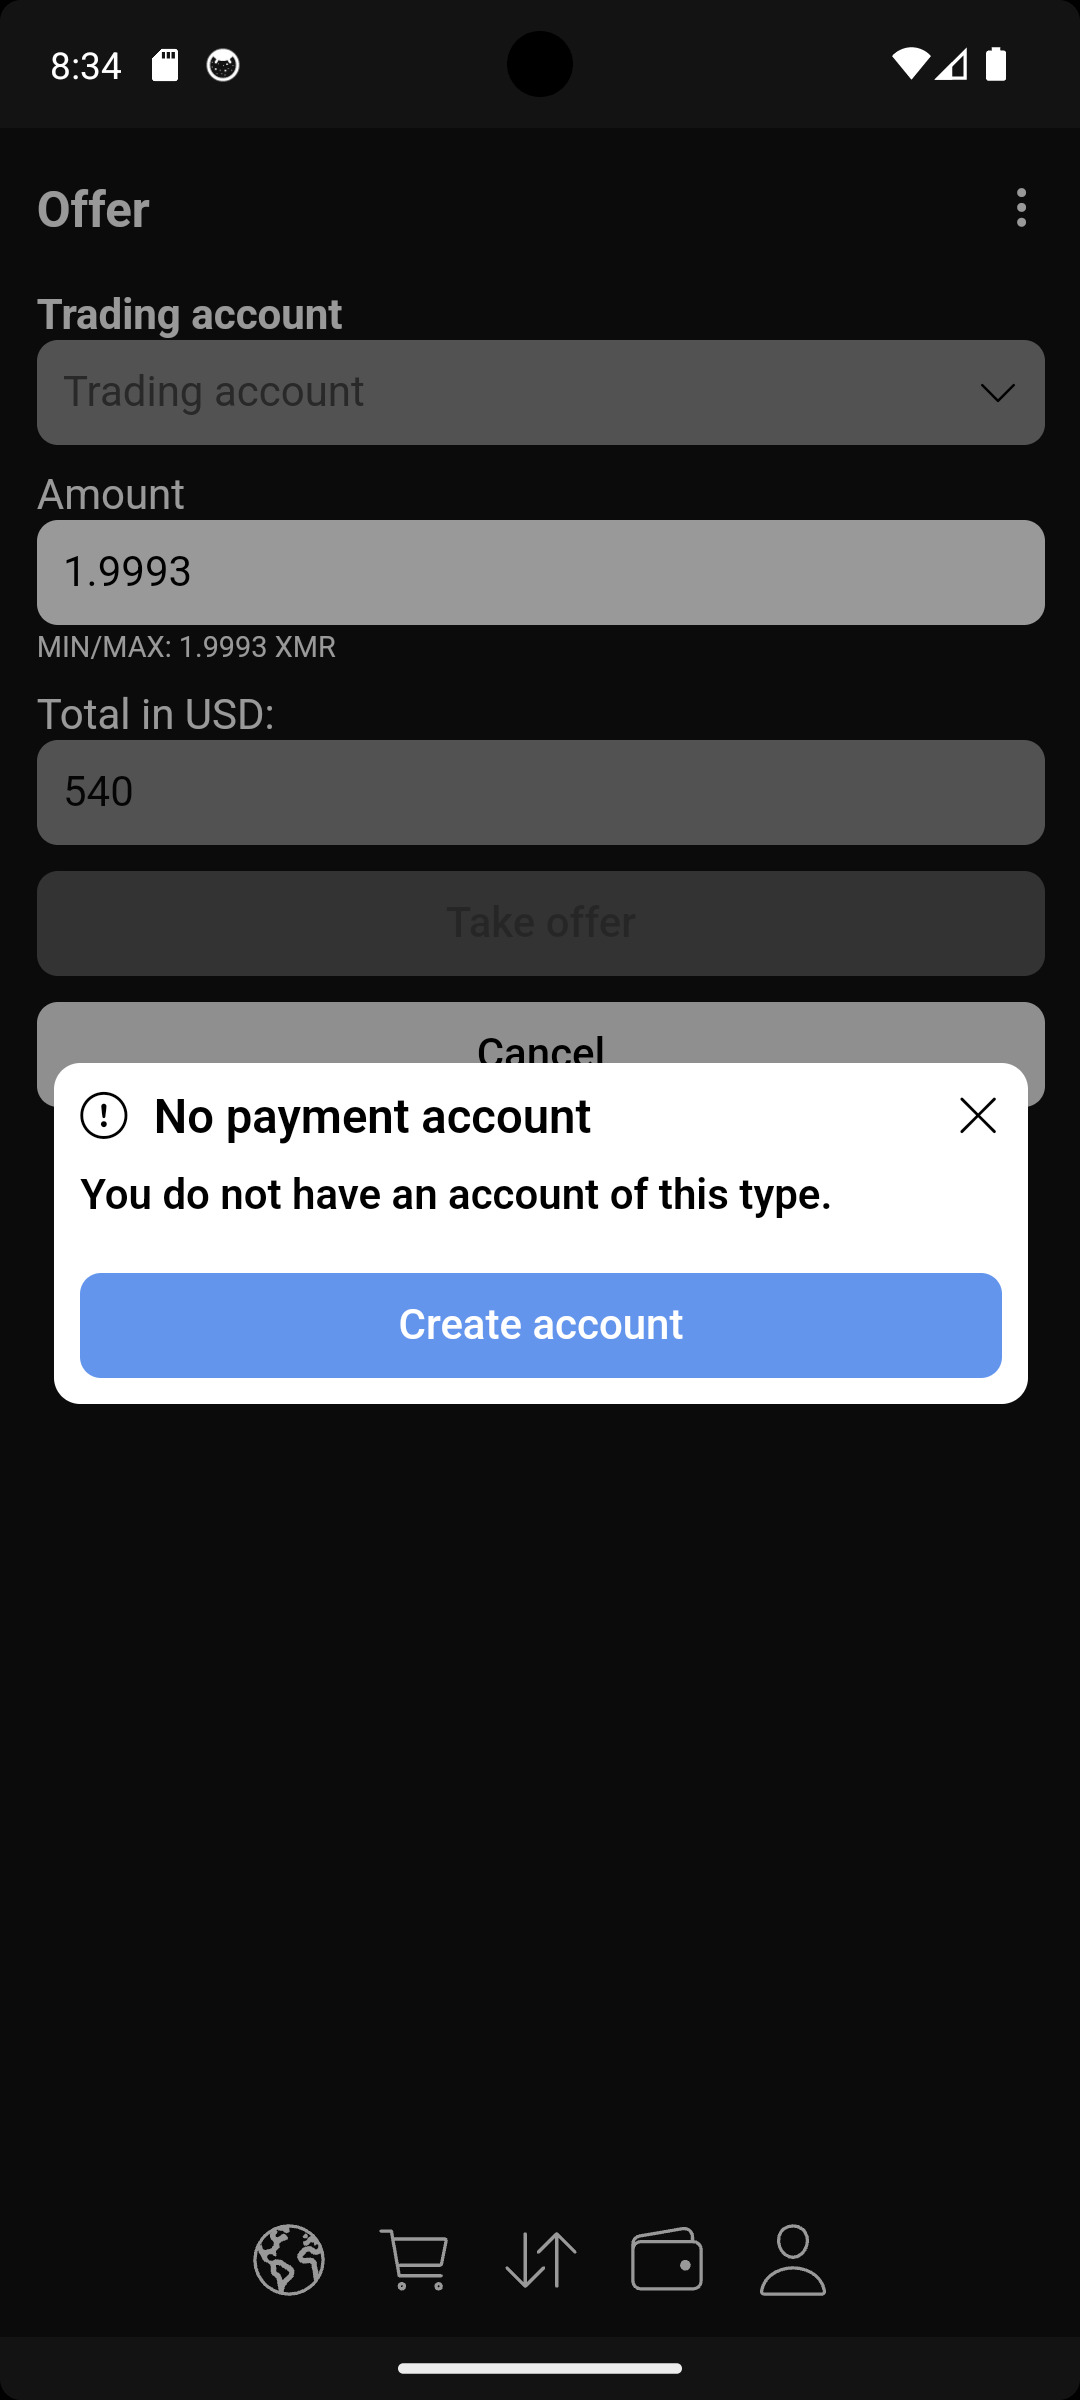 8:34
Offer
Trading account
Trading account
Amount
1.9993
MIN/MAX: 1.9993 XMR
Total in USD:
540
Take offer
Cancel
No payment account
You do not have an account of this type.
Create account